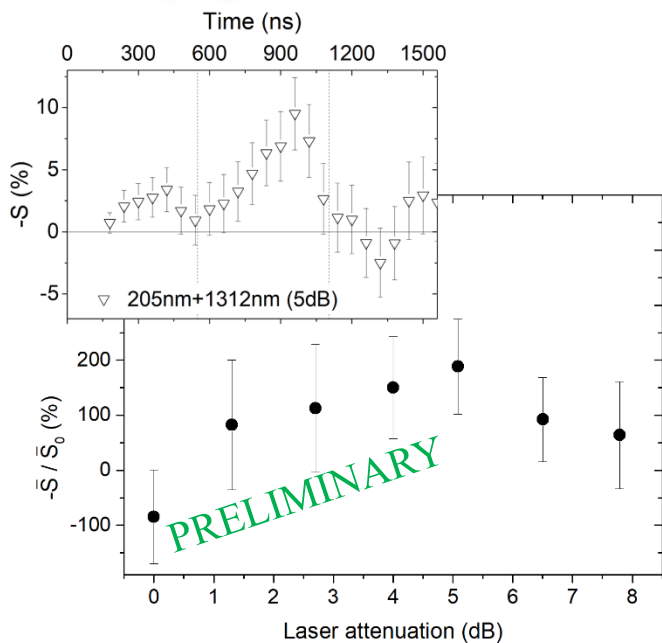 Time (ns)
0 300 600 900 1200 1500
10
5
0
-5
-S (%)
▽ 205nm+1312nm (5dB)
200
100
0
-100
-S̅ / S̅₀ (%)
PRELIMINARY
0 1 2 3 4 5 6 7 8
Laser attenuation (dB)